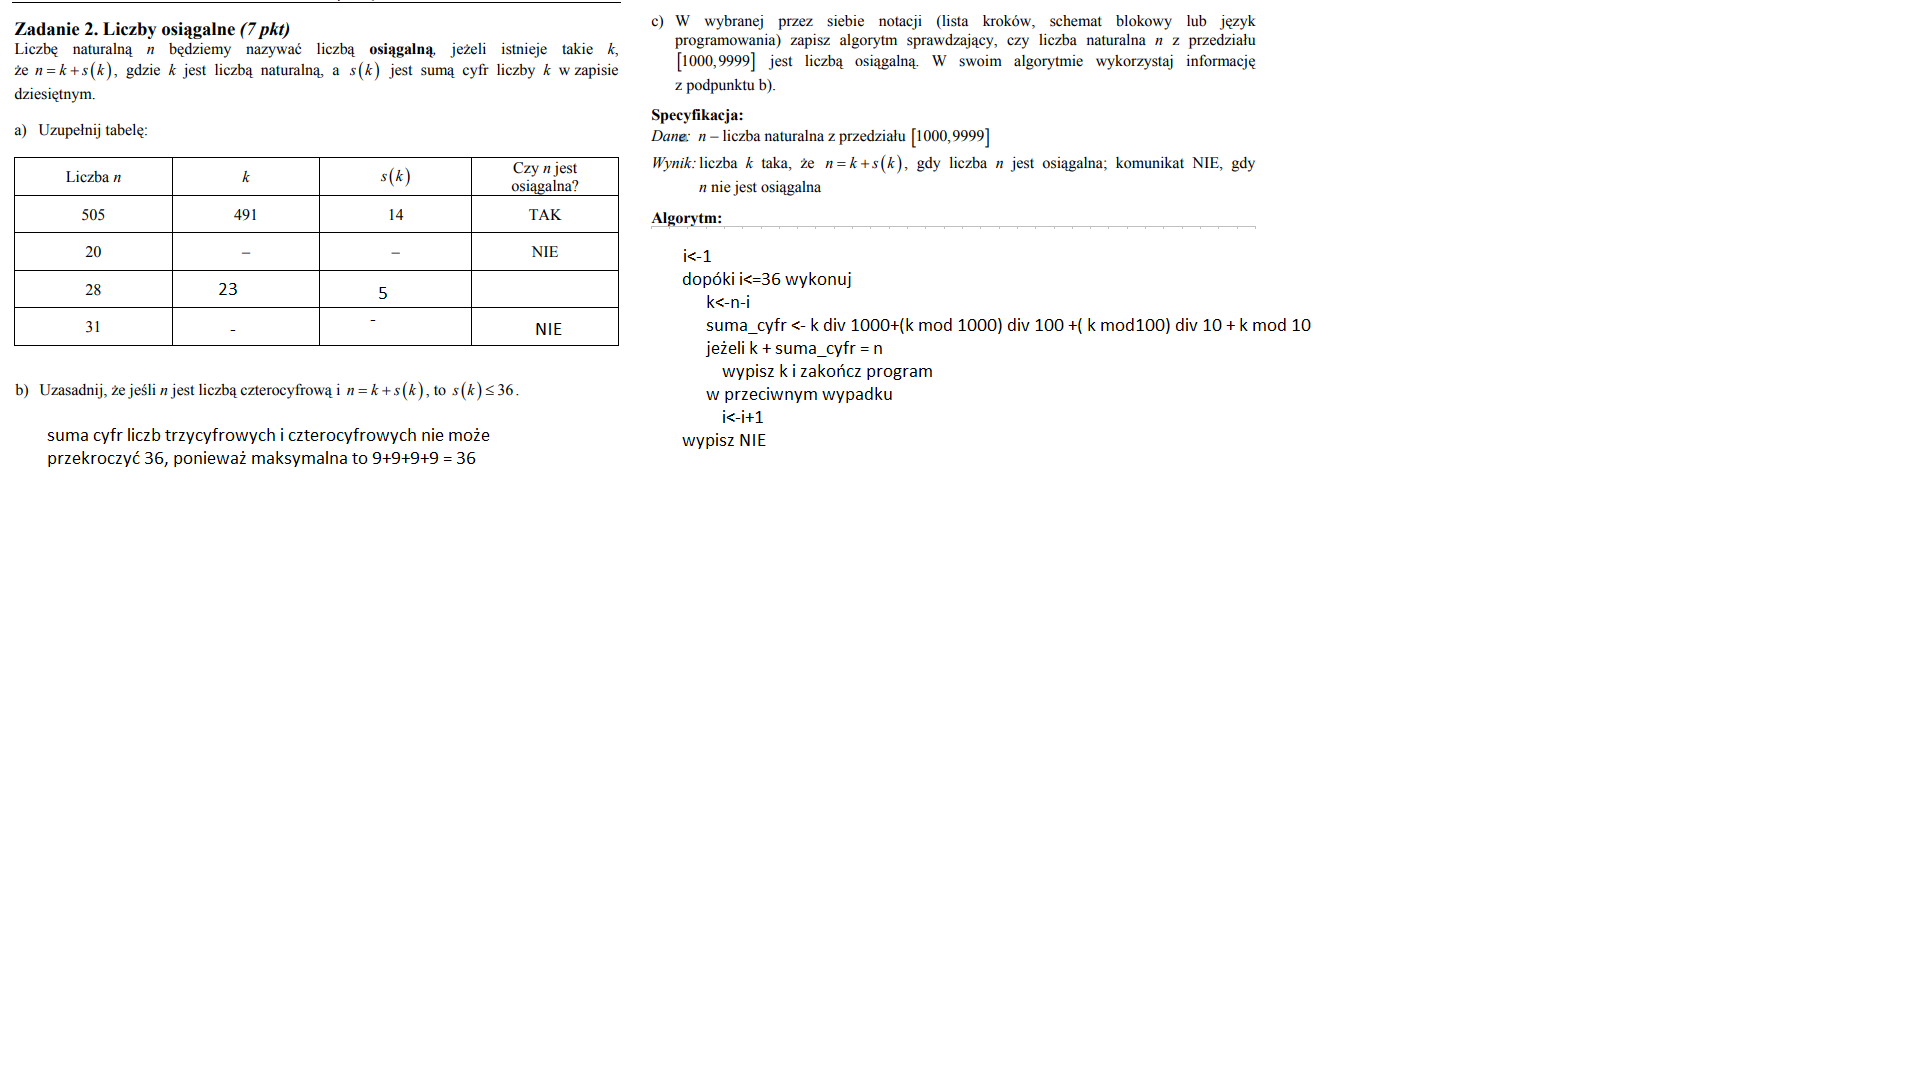 Zadanie 2. Liczby osiągalne (7 pkt)
Liczbę naturalną n będziemy nazywać liczbą osiągalną, jeżeli istnieje takie k,
że n = k + s(k), gdzie k jest liczbą naturalną, a s(k) jest sumą cyfr liczby k w zapisie
dziesiętnym.
a) Uzupełnij tabelę:
Liczba n k s(k) Czy n jest
osiągalna?
505 491 14 TAK
20 – – NIE
28 23 5
31 - - NIE
b) Uzasadnij, że jeśli n jest liczbą czterocyfrową i n = k + s(k), to s(k) ≤ 36.
suma cyfr liczb trzycyfrowych i czterocyfrowych nie może
przekroczyć 36, ponieważ maksymalna to 9+9+9+9 = 36
c) W wybranej przez siebie notacji (lista kroków, schemat blokowy lub język
programowania) zapisz algorytm sprawdzający, czy liczba naturalna n z przedziału
[1000, 9999] jest liczbą osiągalną. W swoim algorytmie wykorzystaj informację
z podpunktu b).
Specyfikacja:
Dane: n – liczba naturalna z przedziału [1000, 9999]
Wynik: liczba k taka, że n = k + s(k), gdy liczba n jest osiągalna; komunikat NIE, gdy
n nie jest osiągalna
Algorytm:
i<-1
dopóki i<=36 wykonuj
k<-n-i
suma_cyfr <- k div 1000+(k mod 1000) div 100 +( k mod100) div 10 + k mod 10
jeżeli k + suma_cyfr = n
wypisz k i zakończ program
w przeciwnym wypadku
i<-i+1
wypisz NIE